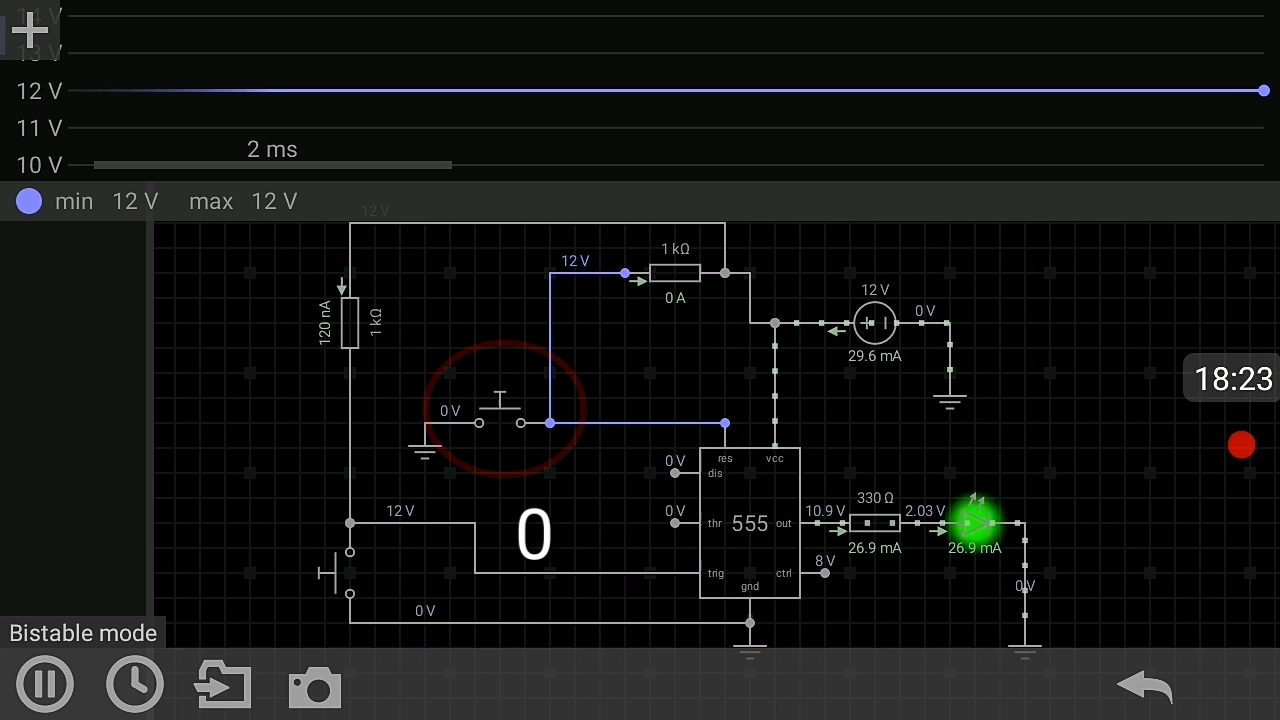 14 V
13 V
12 V
11 V
10 V
2 ms
min 12 V max 12 V
12 V
1 kΩ
12 V
0 A
12 V
0 V
29.6 mA
120 nA
1 kΩ
18:23
0 V
res
vcc
0 V
dis
330 Ω
12 V
0
0 V
thr
555
out
10.9 V
2.03 V
26.9 mA
26.9 mA
8 V
trig
ctrl
gnd
0 V
0 V
Bistable mode